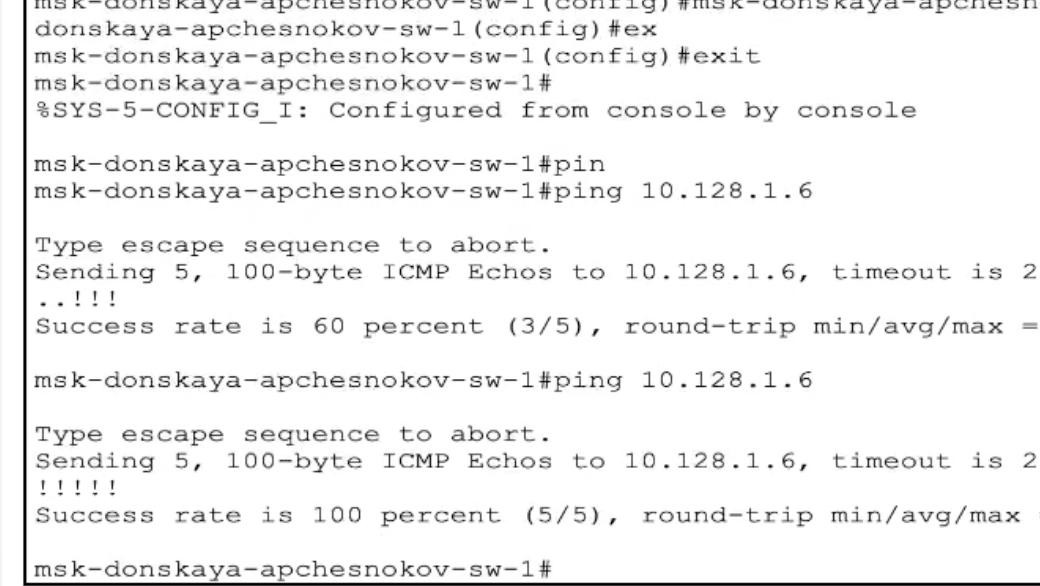 msk-donskaya-apchesnokov-sw-1(config)#msk-donskaya-apchesn
donskaya-apchesnokov-sw-1(config)#ex
msk-donskaya-apchesnokov-sw-1(config)#exit
msk-donskaya-apchesnokov-sw-1#
%SYS-5-CONFIG_I: Configured from console by console
msk-donskaya-apchesnokov-sw-1#pin
msk-donskaya-apchesnokov-sw-1#ping 10.128.1.6
Type escape sequence to abort.
Sending 5, 100-byte ICMP Echos to 10.128.1.6, timeout is 2
..!!!
Success rate is 60 percent (3/5), round-trip min/avg/max =
msk-donskaya-apchesnokov-sw-1#ping 10.128.1.6
Type escape sequence to abort.
Sending 5, 100-byte ICMP Echos to 10.128.1.6, timeout is 2
!!!!!
Success rate is 100 percent (5/5), round-trip min/avg/max
msk-donskaya-apchesnokov-sw-1#